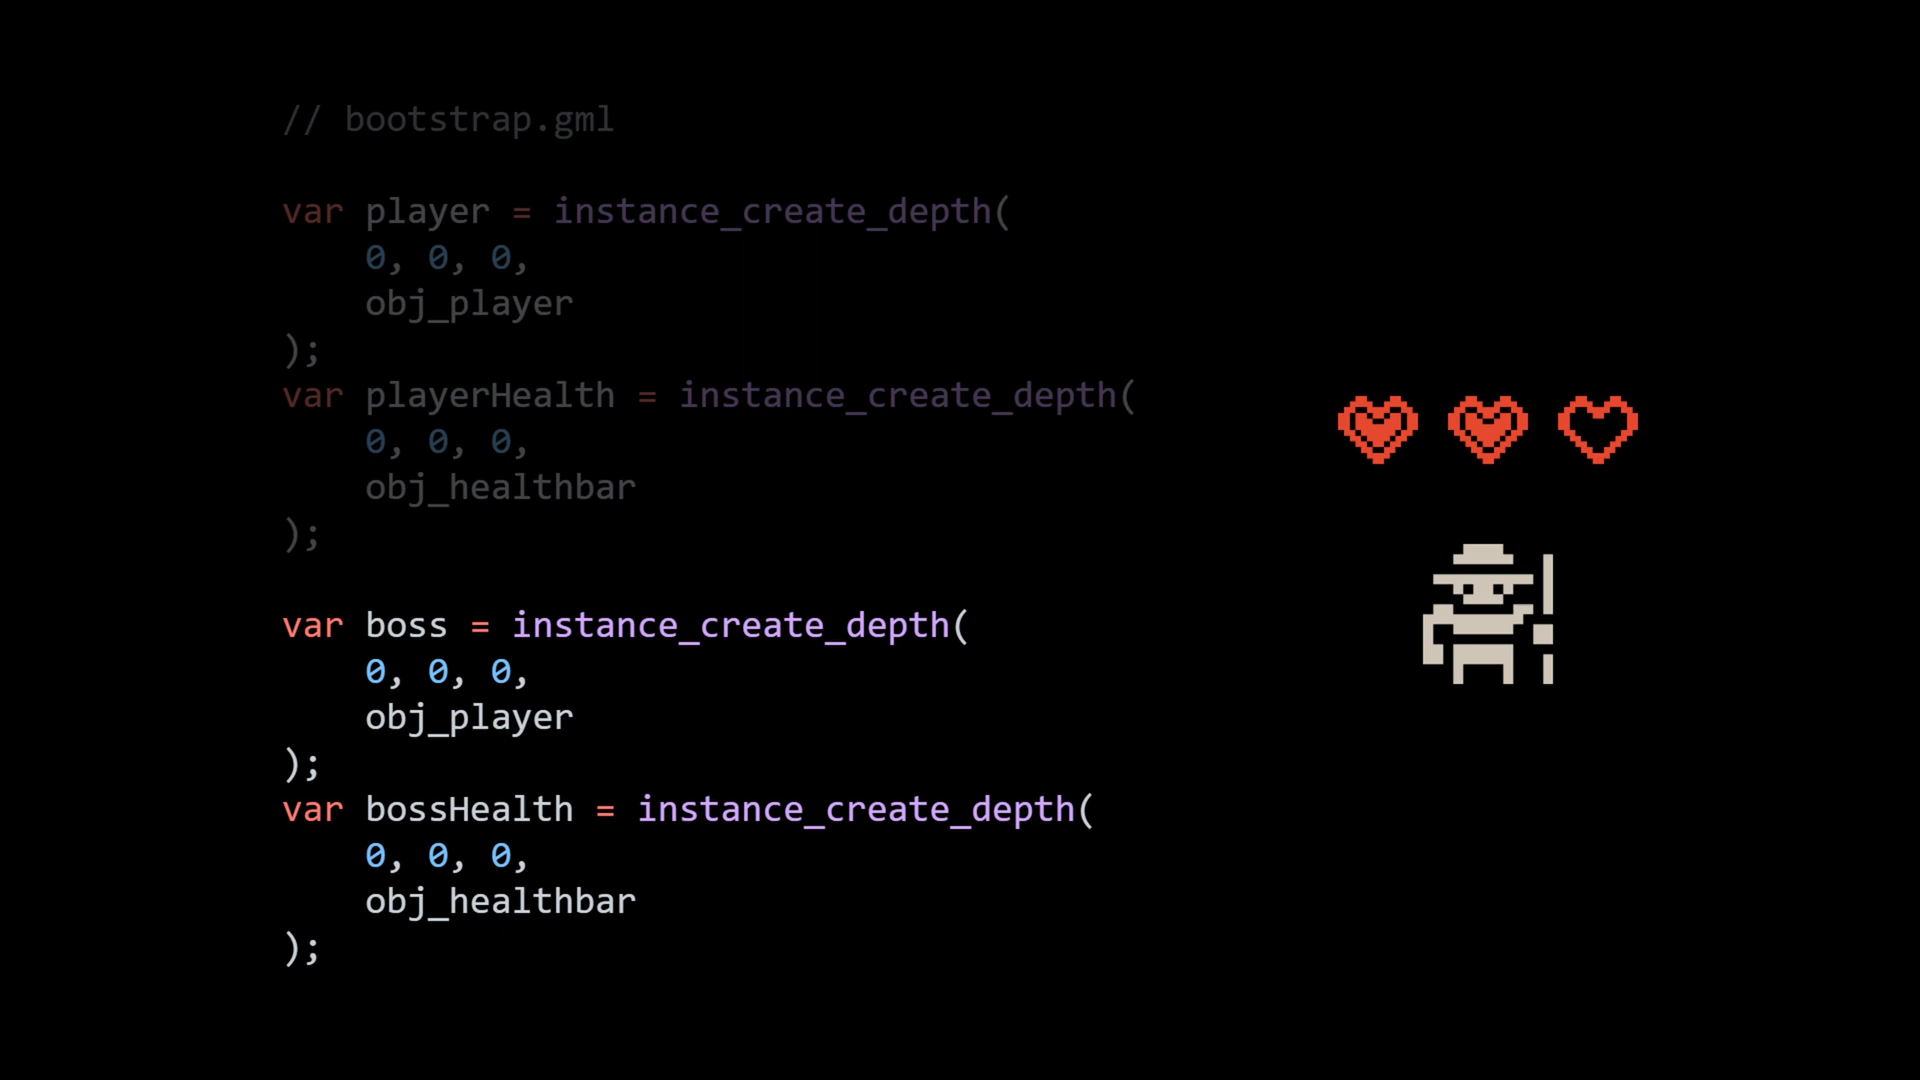 // bootstrap.gml
var player = instance_create_depth(
    0, 0, 0,
    obj_player
);
var playerHealth = instance_create_depth(
    0, 0, 0,
    obj_healthbar
);
var boss = instance_create_depth(
    0, 0, 0,
    obj_player
);
var bossHealth = instance_create_depth(
    0, 0, 0,
    obj_healthbar
);